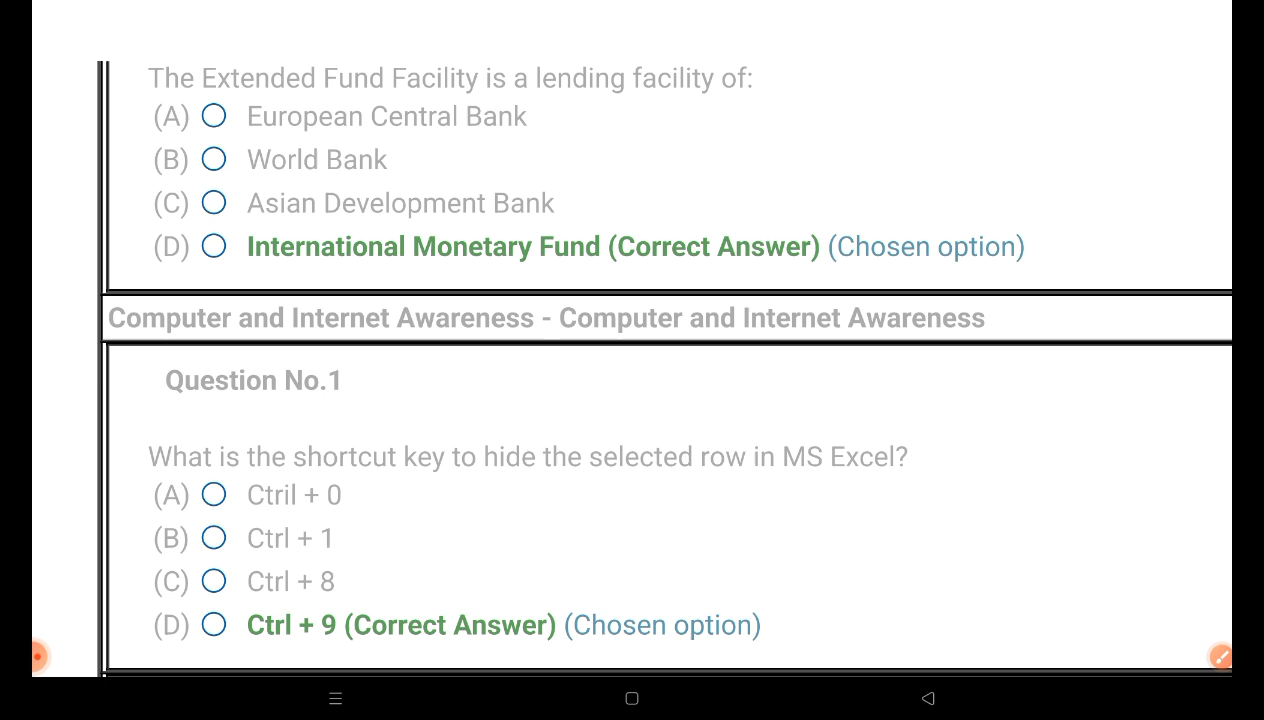 The Extended Fund Facility is a lending facility of:
(A) European Central Bank
(B) World Bank
(C) Asian Development Bank
(D) International Monetary Fund (Correct Answer) (Chosen option)
Computer and Internet Awareness - Computer and Internet Awareness
Question No.1
What is the shortcut key to hide the selected row in MS Excel?
(A) Ctril + 0
(B) Ctrl + 1
(C) Ctrl + 8
(D) Ctrl + 9 (Correct Answer) (Chosen option)